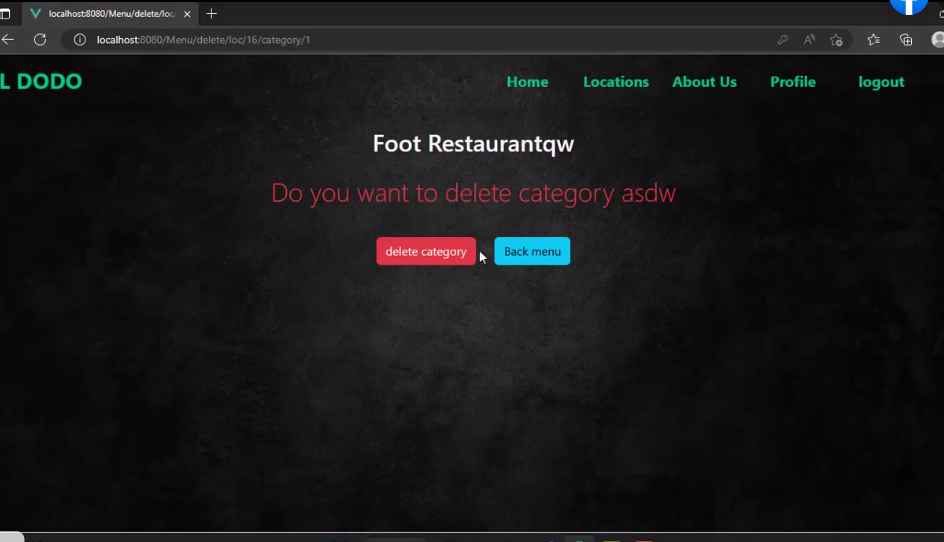 localhost:8080/Menu/delete/loc/
localhost:8080/Menu/delete/loc/16/category/1
L DODO
Home Locations About Us Profile logout
Foot Restaurantqw
Do you want to delete category asdw
delete category Back menu